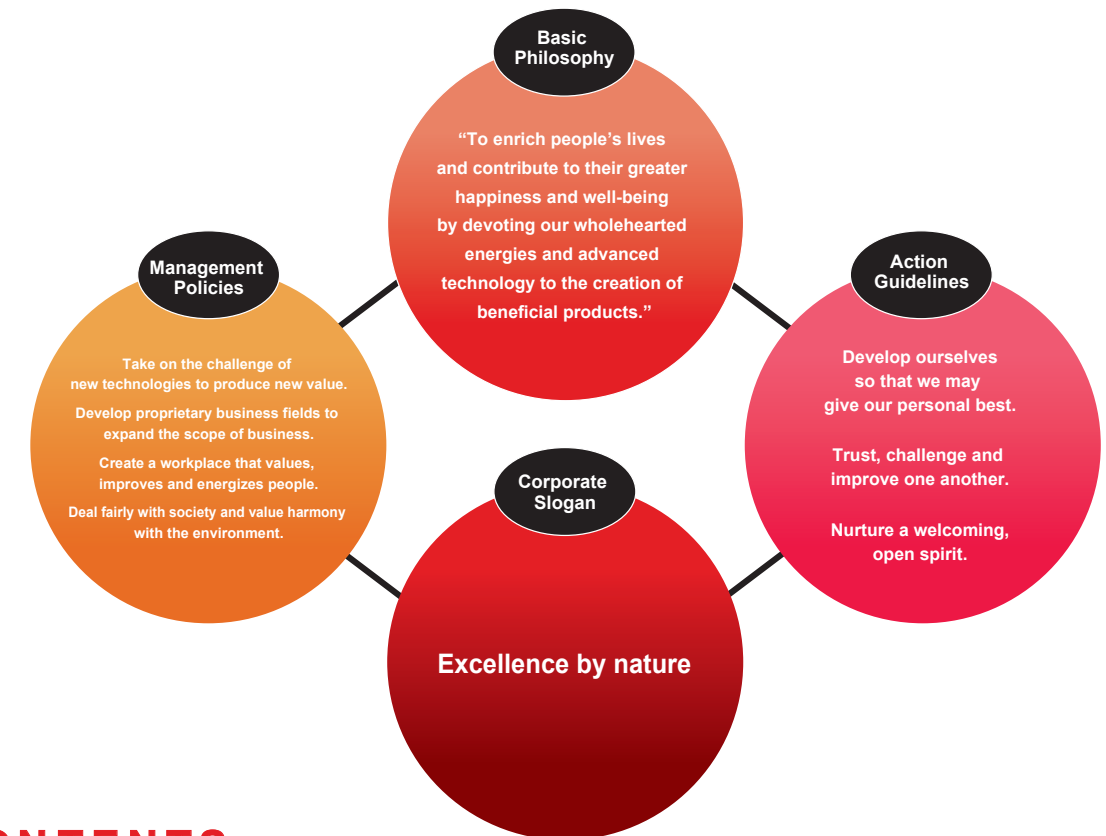 Basic
Philosophy
“To enrich people’s lives
and contribute to their greater
happiness and well-being
by devoting our wholehearted
energies and advanced
technology to the creation of
beneficial products.”
Management
Policies
Take on the challenge of
new technologies to produce new value.
Develop proprietary business fields to
expand the scope of business.
Create a workplace that values,
improves and energizes people.
Deal fairly with society and value harmony
with the environment.
Action
Guidelines
Develop ourselves
so that we may
give our personal best.
Trust, challenge and
improve one another.
Nurture a welcoming,
open spirit.
Corporate
Slogan
Excellence by nature